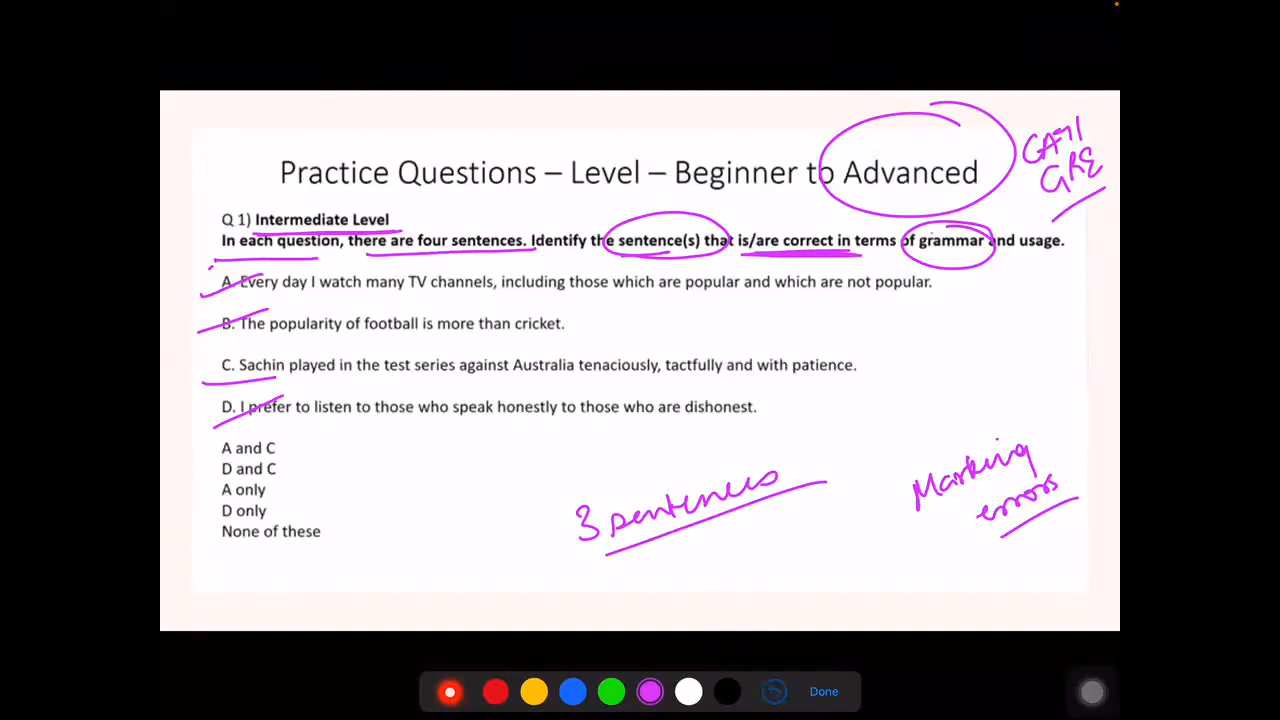 Practice Questions – Level – Beginner to Advanced
GRE
Q 1) Intermediate Level
In each question, there are four sentences. Identify the sentence(s) that is/are correct in terms of grammar and usage.
A. Every day I watch many TV channels, including those which are popular and which are not popular.
B. The popularity of football is more than cricket.
C. Sachin played in the test series against Australia tenaciously, tactfully and with patience.
D. I prefer to listen to those who speak honestly to those who are dishonest.
A and C
D and C
A only
D only
None of these
3 sentences
Marking
errors
Done